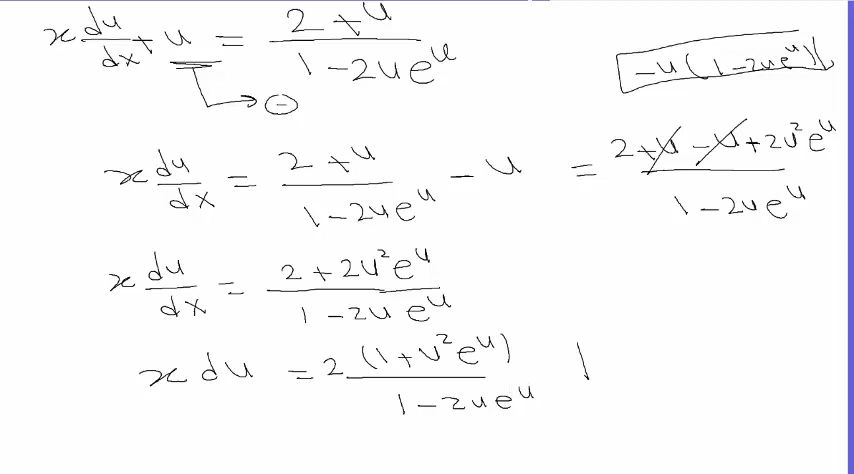 x du/dx + u = (2 + u)/(1 - 2ue^u)
-u(1 - 2ue^u)
→ ⊖
x du/dx = (2 + u)/(1 - 2ue^u) - u = (2 + u - u + 2u²e^u)/(1 - 2ue^u)
x du/dx = (2 + 2u²e^u)/(1 - 2ue^u)
x du = 2 (1 + u²e^u)/(1 - 2ue^u) |